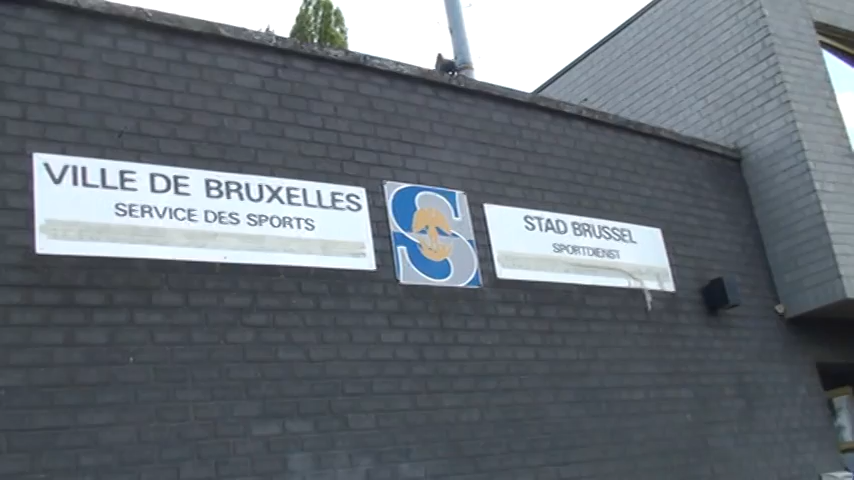 VILLE DE BRUXELLES
SERVICE DES SPORTS
STAD BRUSSEL
SPORTDIENST